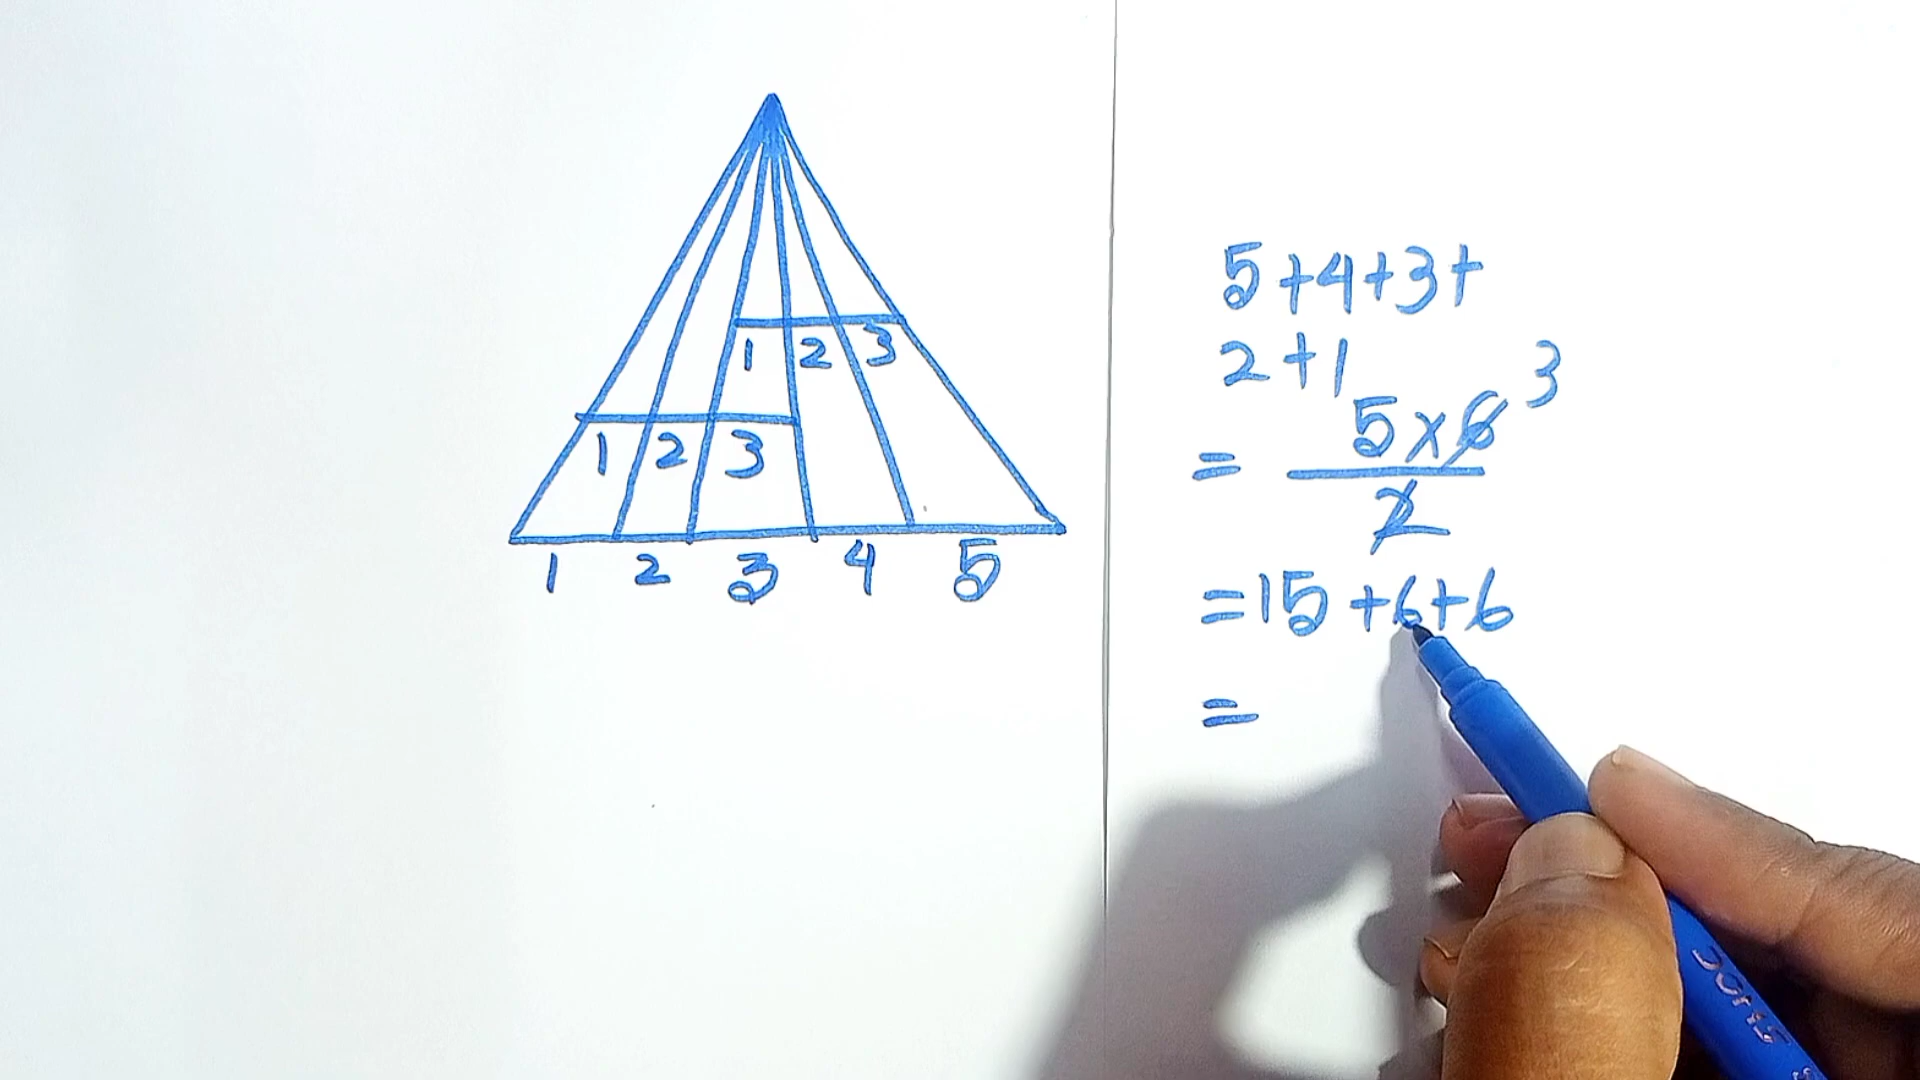 1 2 3
1 2 3
1 2 3 4 5
5+4+3+
2+1
3
5×6
= ―
2
=15+6+6
=